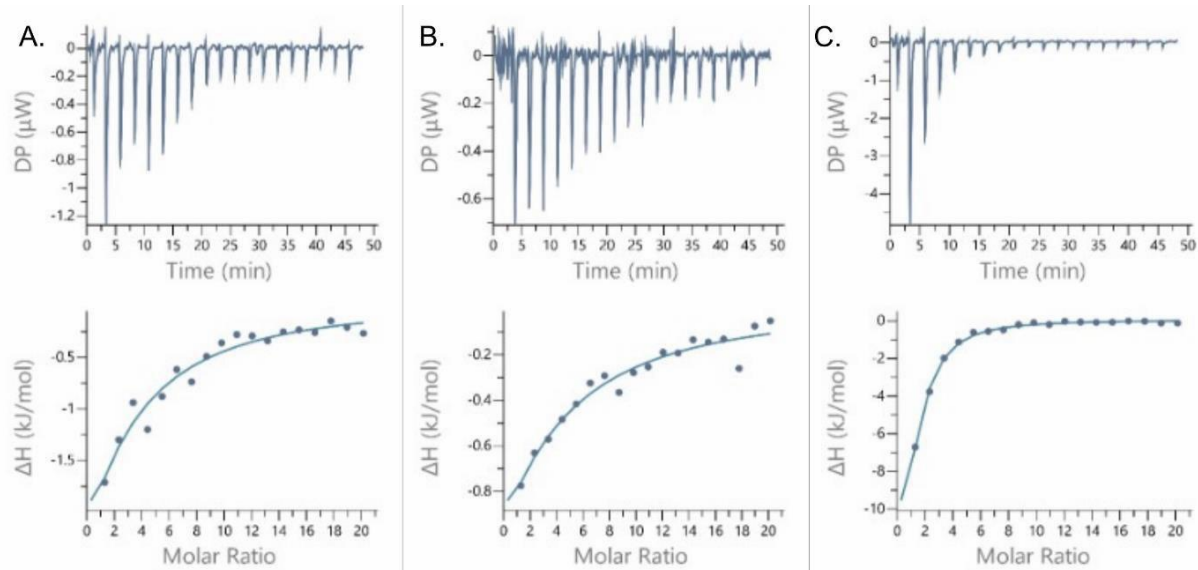 A.
DP (μW)
0
-0.2
-0.4
-0.6
-0.8
-1
-1.2
0 5 10 15 20 25 30 35 40 45 50
Time (min)
B.
DP (μW)
0
-0.2
-0.4
-0.6
0 5 10 15 20 25 30 35 40 45 50
Time (min)
C.
DP (μW)
0
-1
-2
-3
-4
0 5 10 15 20 25 30 35 40 45 50
Time (min)
ΔH (kJ/mol)
-0.5
-1
-1.5
0 2 4 6 8 10 12 14 16 18 20
Molar Ratio
ΔH (kJ/mol)
-0.2
-0.4
-0.6
-0.8
0 2 4 6 8 10 12 14 16 18 20
Molar Ratio
ΔH (kJ/mol)
0
-2
-4
-6
-8
-10
0 2 4 6 8 10 12 14 16 18 20
Molar Ratio